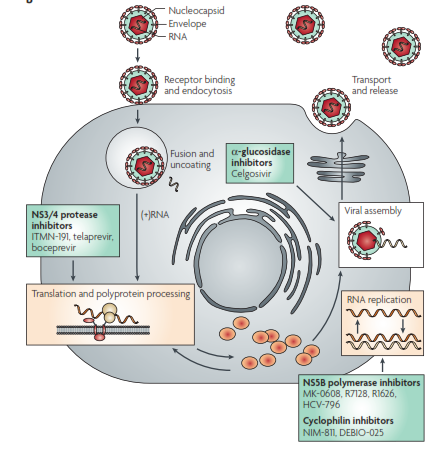 Nucleocapsid
Envelope
RNA
Receptor binding
and endocytosis
Transport
and release
Fusion and
uncoating
α-glucosidase
inhibitors
Celgosivir
NS3/4 protease
inhibitors
ITMN-191, telaprevir,
boceprevir
(+)RNA
Viral assembly
Translation and polyprotein processing
RNA replication
NS5B polymerase inhibitors
MK-0608, R7128, R1626,
HCV-796
Cyclophilin inhibitors
NIM-811, DEBIO-025